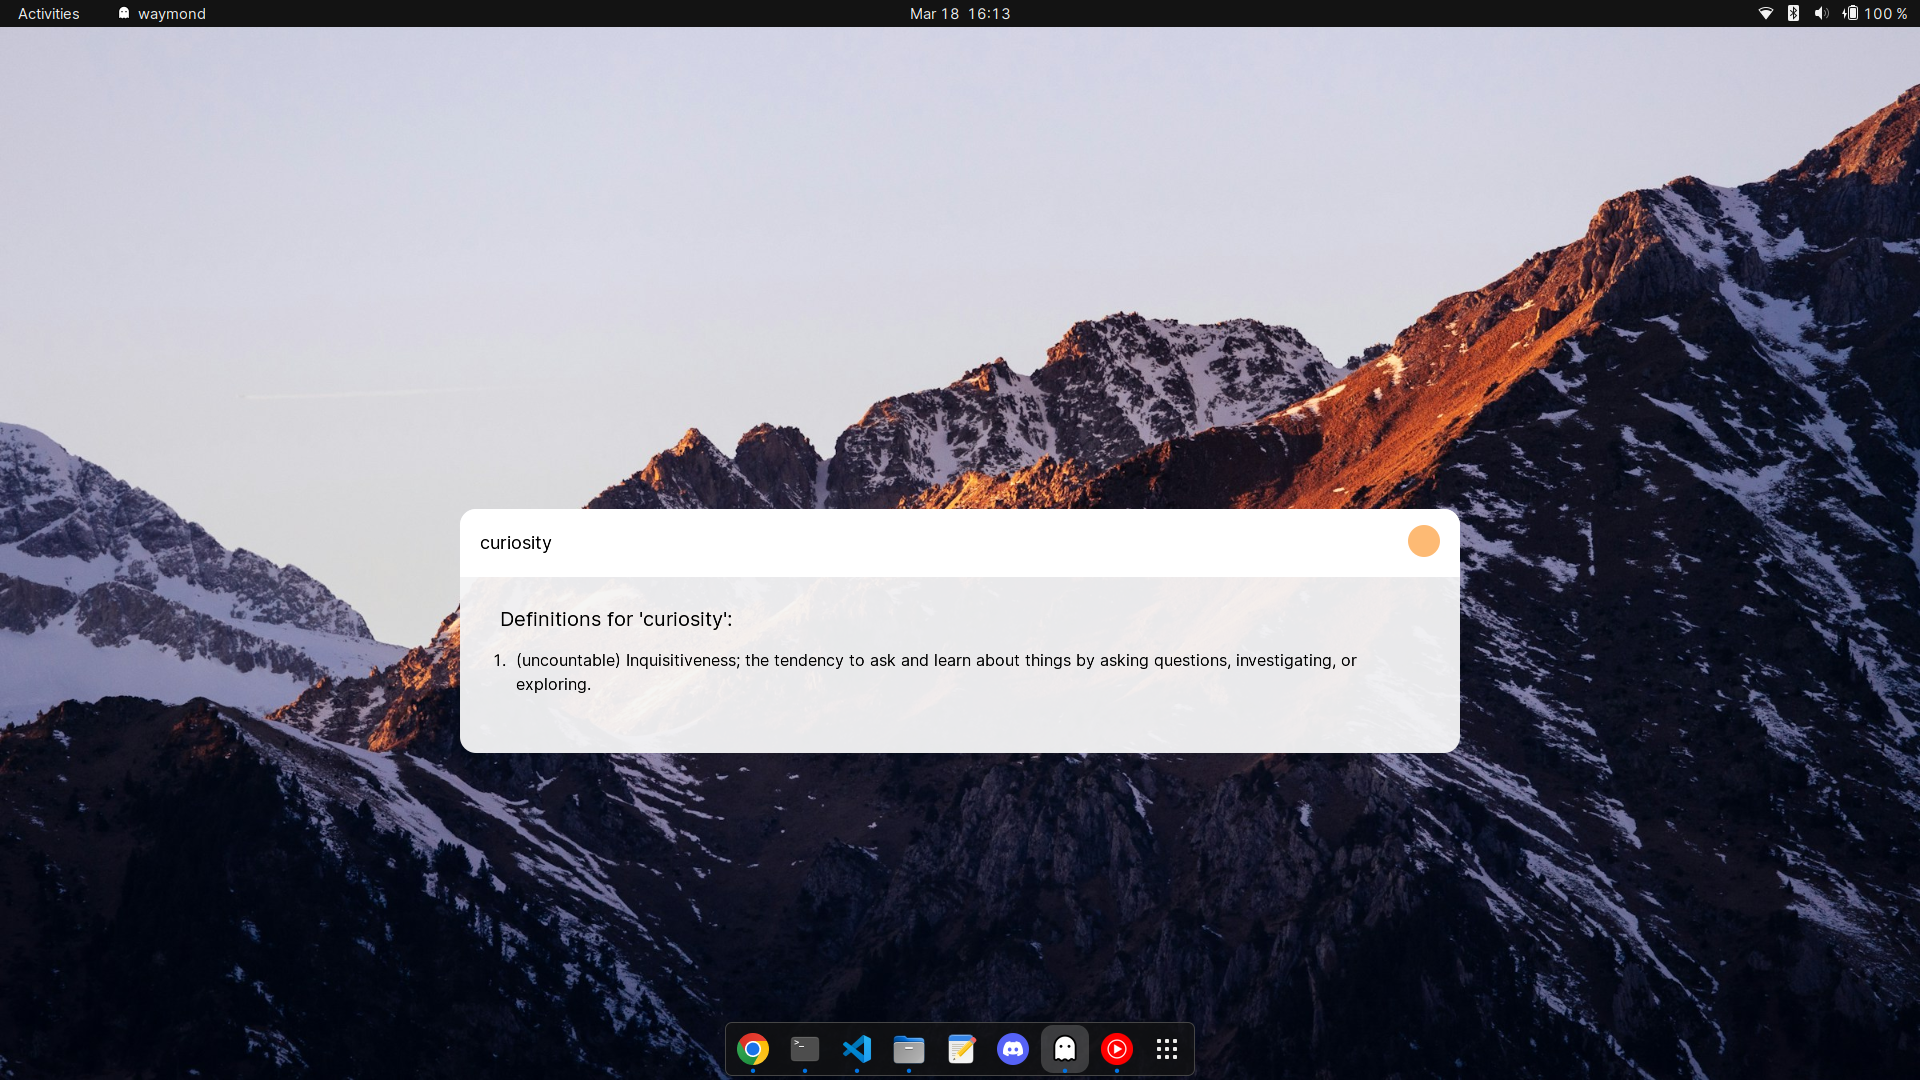 Activities
waymond
Mar 18 16:13
100 %
curiosity
Definitions for 'curiosity':
1. (uncountable) Inquisitiveness; the tendency to ask and learn about things by asking questions, investigating, or
exploring.
>_